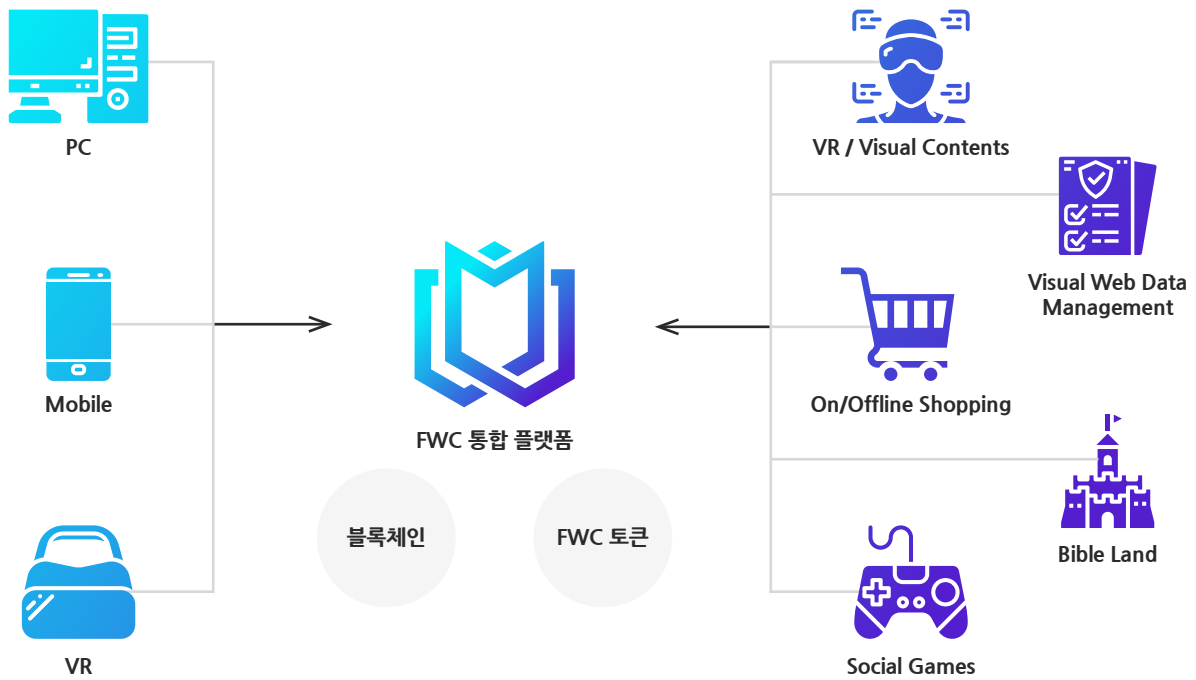 PC
Mobile
VR
FWC 통합 플랫폼
블록체인
FWC 토큰
VR / Visual Contents
Visual Web Data
Management
On/Offline Shopping
Bible Land
Social Games